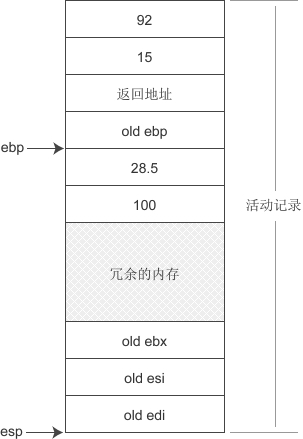 92
15
返回地址
old ebp
ebp
28.5
100
活动记录
冗余的内存
old ebx
old esi
old edi
esp